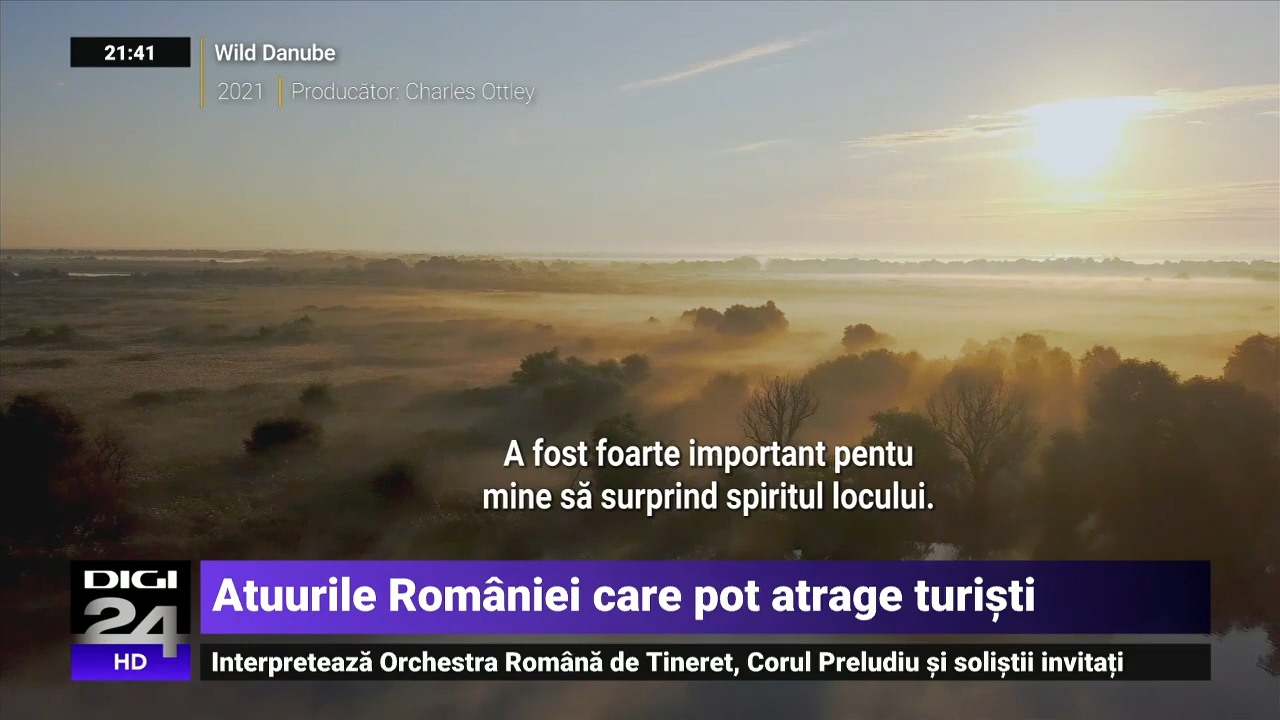 21:41
Wild Danube
2021 Producător: Charles Ottley
A fost foarte important pentu
mine să surprind spiritul locului.
DIGI
24
HD
Atuurile României care pot atrage turiști
Interpretează Orchestra Română de Tineret, Corul Preludiu și soliștii invitați